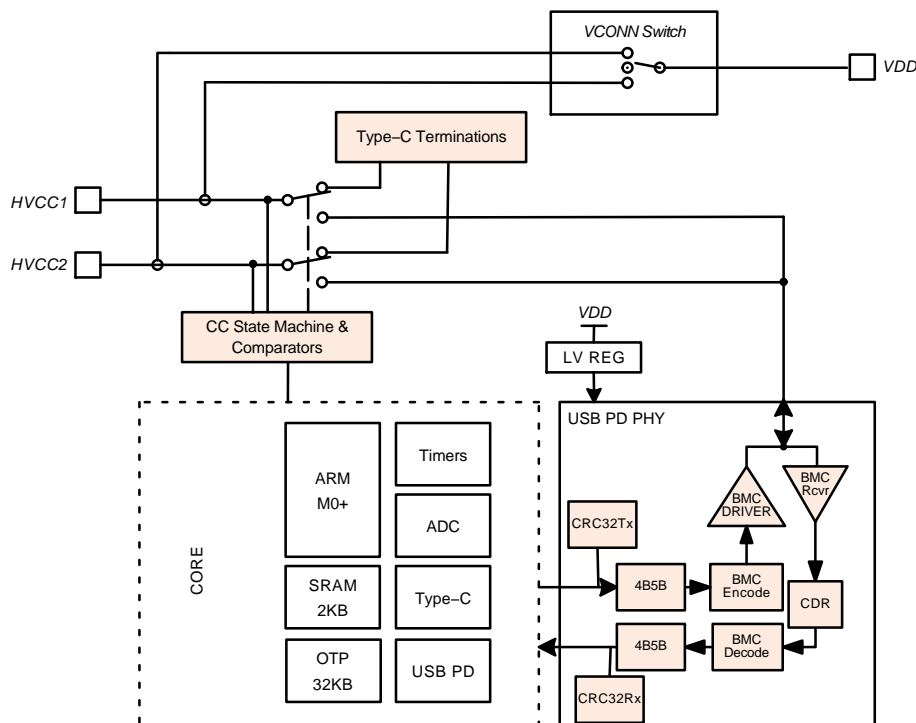 VCONN Switch
VDD
Type−C Terminations
HVCC1
HVCC2
CC State Machine &
Comparators
VDD
LV REG
USB PD PHY
CORE
ARM
M0+
Timers
ADC
SRAM
2KB
Type−C
OTP
32KB
USB PD
BMC
DRIVER
BMC
Rcvr
CRC32Tx
4B5B
BMC
Encode
CDR
4B5B
BMC
Decode
CRC32Rx